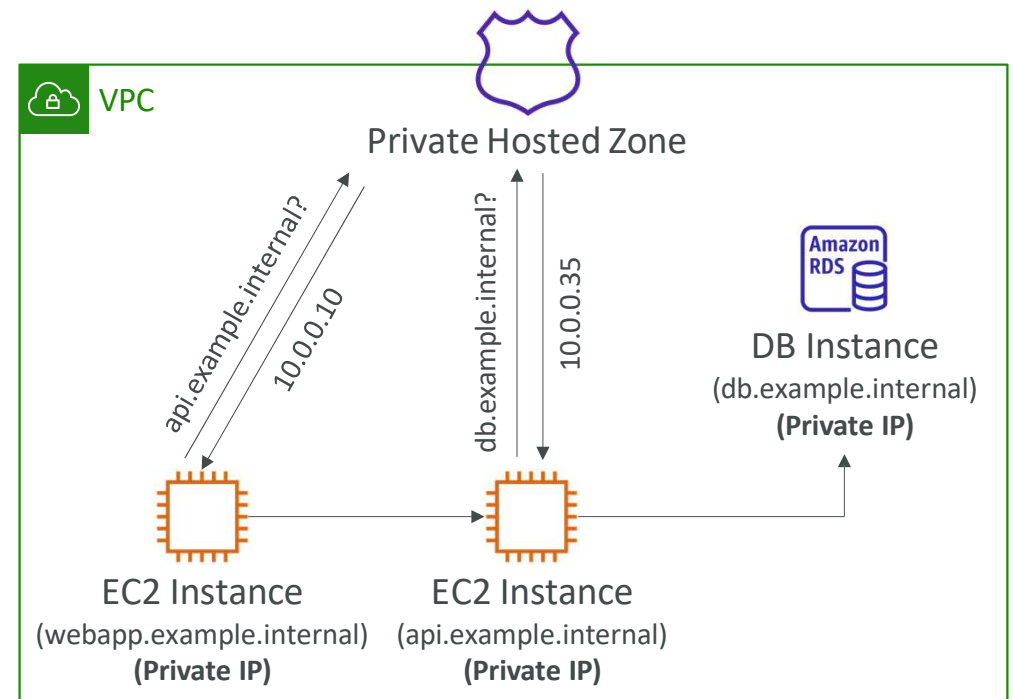 VPC
Private Hosted Zone
api.example.internal?
10.0.0.10
db.example.internal?
10.0.0.35
Amazon
RDS
DB Instance
(db.example.internal)
(Private IP)
EC2 Instance
(webapp.example.internal)
(Private IP)
EC2 Instance
(api.example.internal)
(Private IP)